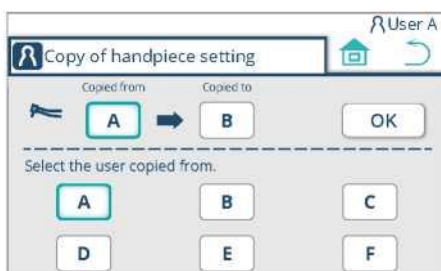 User A
Copy of handpiece setting
Copied from Copied to
A B OK
Select the user copied from.
A B C
D E F